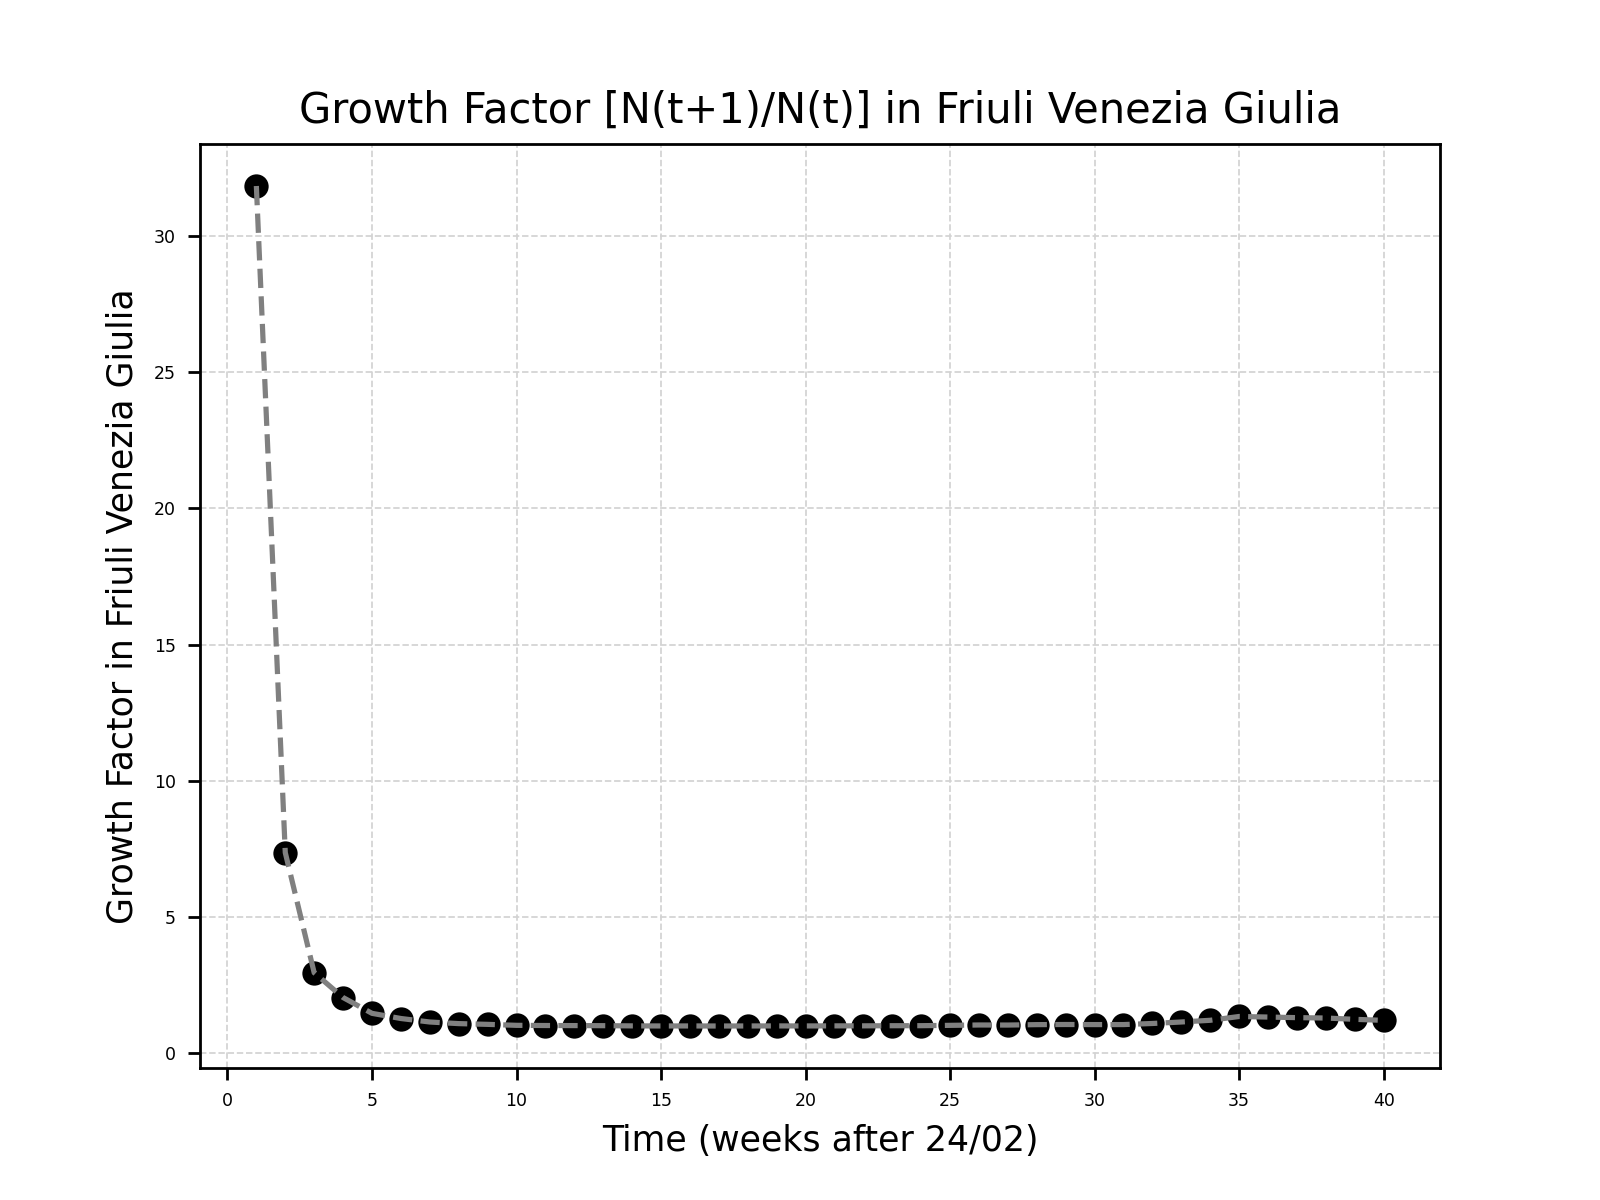 Growth Factor [N(t+1)/N(t)] in Friuli Venezia Giulia
Growth Factor in Friuli Venezia Giulia
30
25
20
15
10
5
0
0 5 10 15 20 25 30 35 40
Time (weeks after 24/02)